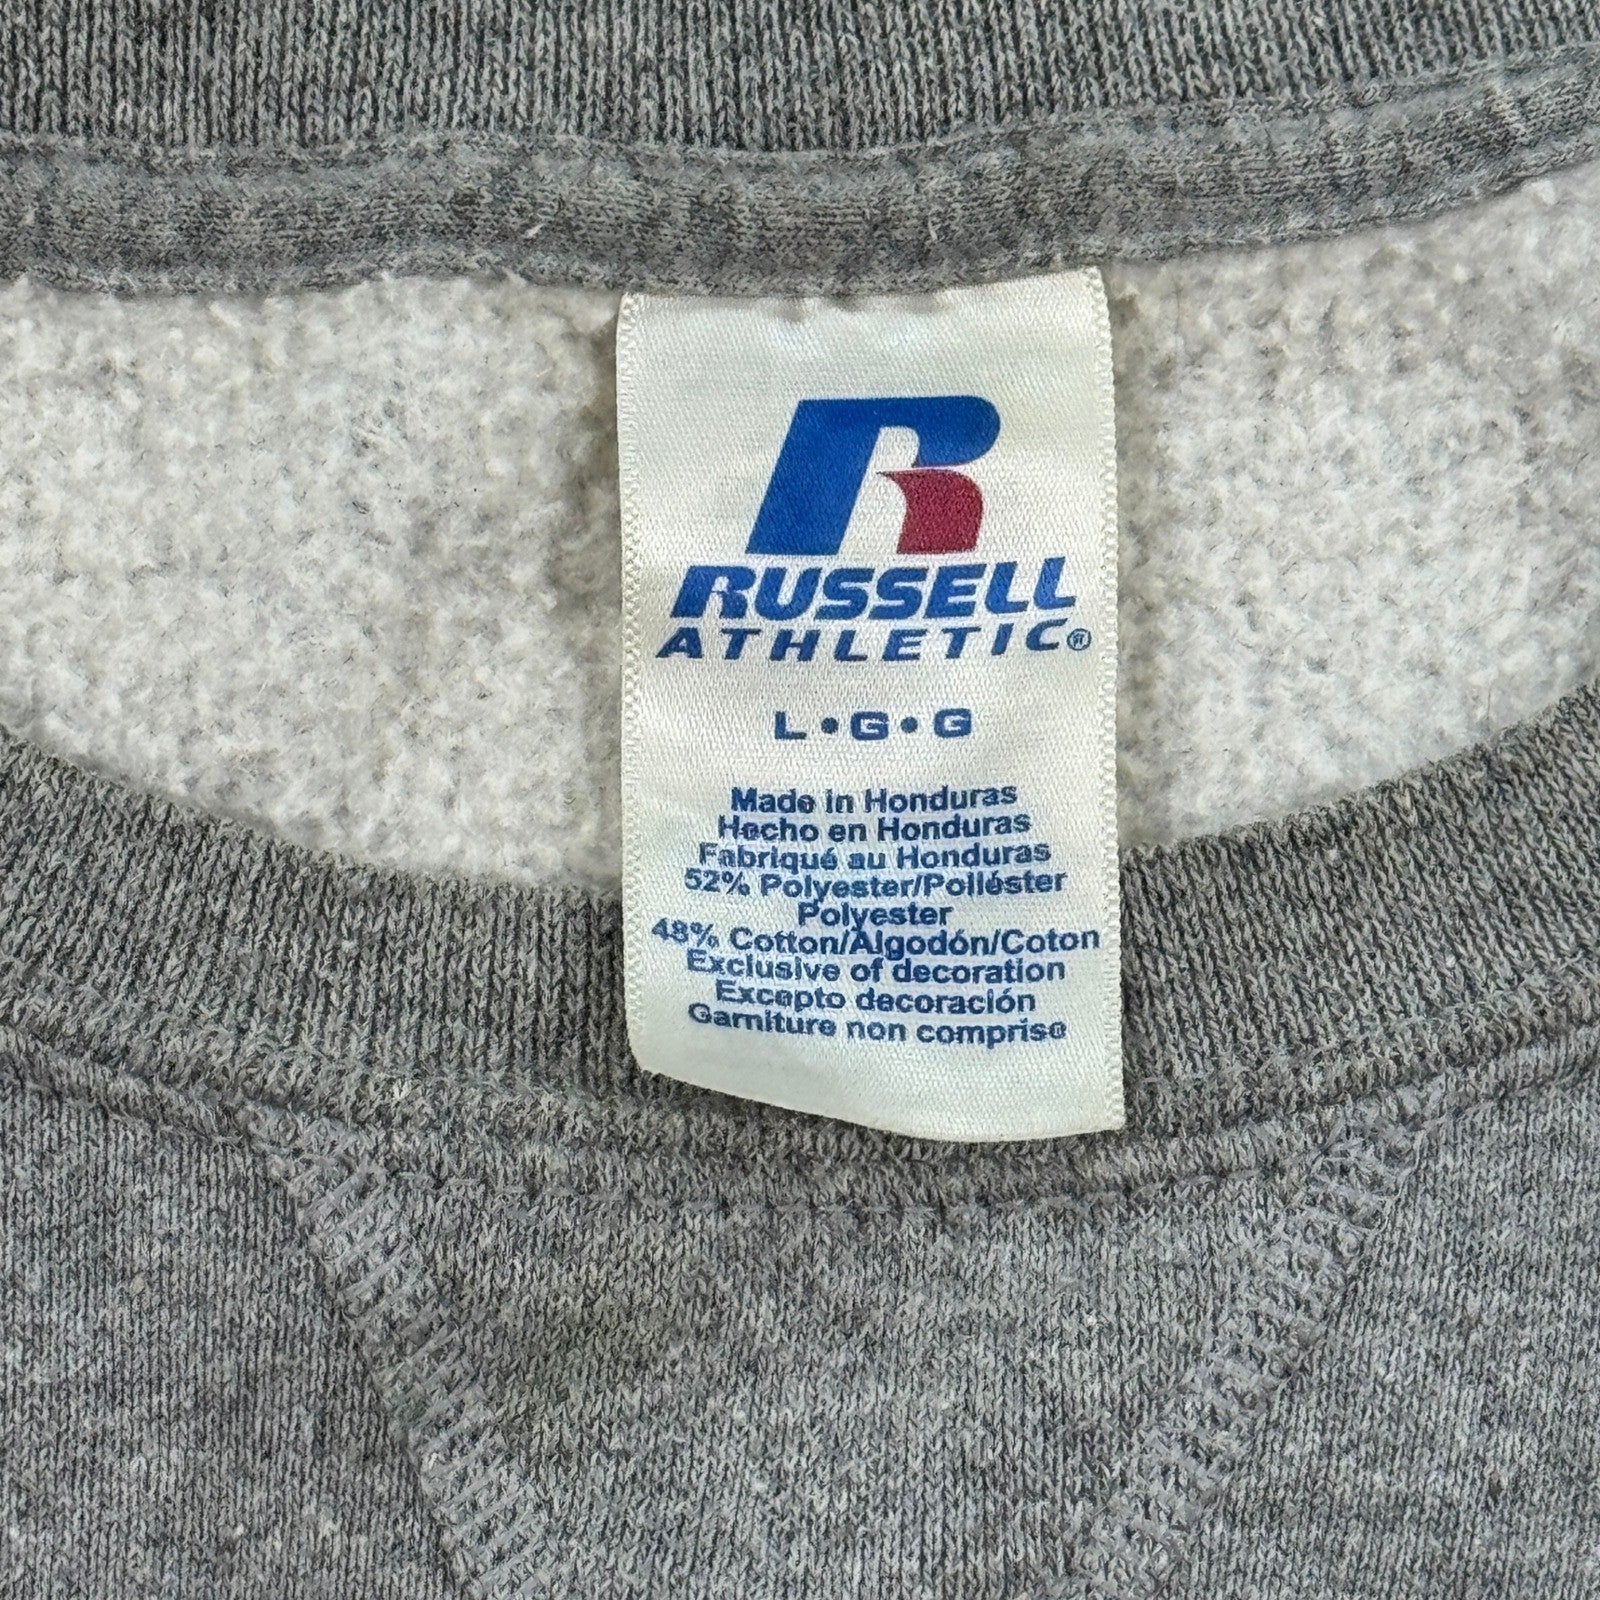 R
RUSSELL
ATHLETIC®
L•G•G
Made in Honduras
Hecho en Honduras
Fabriqué au Honduras
52% Polyester/Poliéster
Polyester
48% Cotton/Algodón/Coton
Exclusive of decoration
Excepto decoración
Garniture non comprise